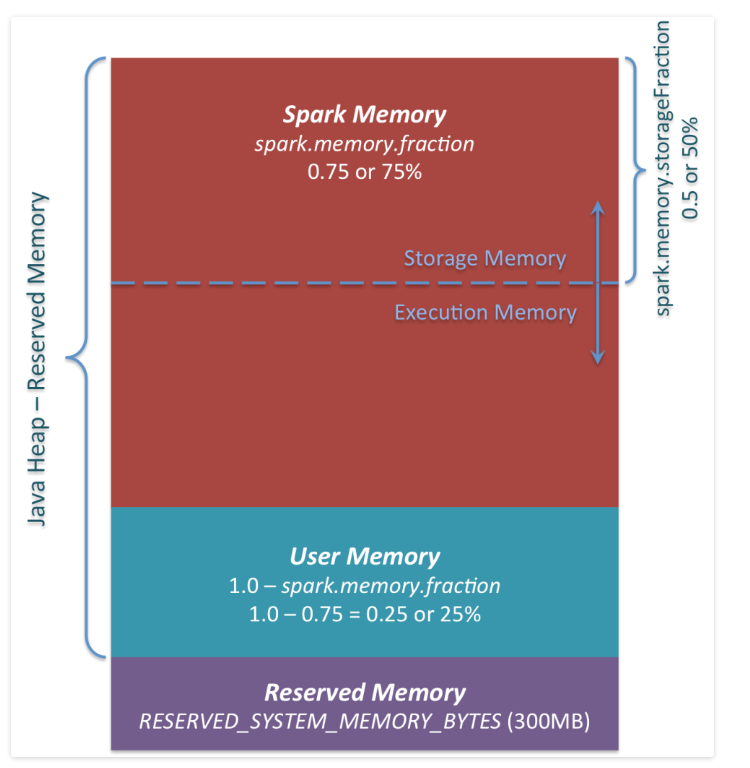 Spark Memory
spark.memory.fraction
0.75 or 75%
Storage Memory
Execution Memory
User Memory
1.0 – spark.memory.fraction
1.0 – 0.75 = 0.25 or 25%
Reserved Memory
RESERVED_SYSTEM_MEMORY_BYTES (300MB)
Java Heap – Reserved Memory
spark.memory.storageFraction
0.5 or 50%